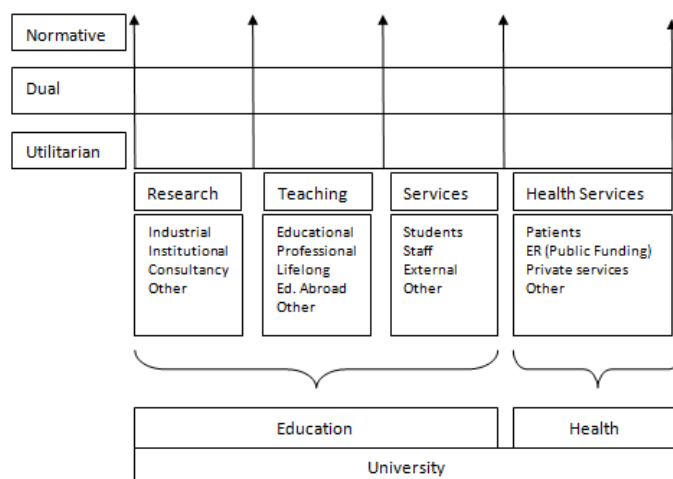 Normative
Dual
Utilitarian
Research
Teaching
Services
Health Services
Industrial
Institutional
Consultancy
Other
Educational
Professional
Lifelong
Ed. Abroad
Other
Students
Staff
External
Other
Patients
ER (Public Funding)
Private services
Other
Education
Health
University